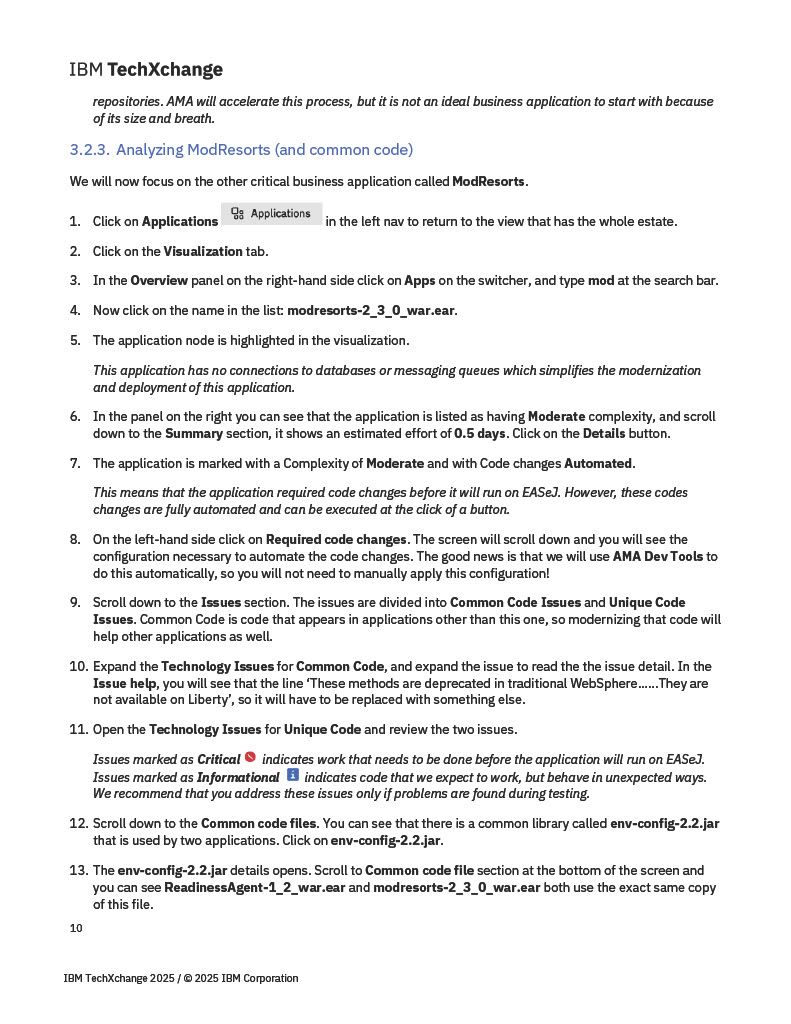 IBM TechXchange
repositories. AMA will accelerate this process, but it is not an ideal business application to start with because
of its size and breath.
3.2.3. Analyzing ModResorts (and common code)
We will now focus on the other critical business application called ModResorts.
1. Click on Applications Applications in the left nav to return to the view that has the whole estate.
2. Click on the Visualization tab.
3. In the Overview panel on the right-hand side click on Apps on the switcher, and type mod at the search bar.
4. Now click on the name in the list: modresorts-2_3_0_war.ear.
5. The application node is highlighted in the visualization.
This application has no connections to databases or messaging queues which simplifies the modernization
and deployment of this application.
6. In the panel on the right you can see that the application is listed as having Moderate complexity, and scroll
down to the Summary section, it shows an estimated effort of 0.5 days. Click on the Details button.
7. The application is marked with a Complexity of Moderate and with Code changes Automated.
This means that the application required code changes before it will run on EASeJ. However, these codes
changes are fully automated and can be executed at the click of a button.
8. On the left-hand side click on Required code changes. The screen will scroll down and you will see the
configuration necessary to automate the code changes. The good news is that we will use AMA Dev Tools to
do this automatically, so you will not need to manually apply this configuration!
9. Scroll down to the Issues section. The issues are divided into Common Code Issues and Unique Code
Issues. Common Code is code that appears in applications other than this one, so modernizing that code will
help other applications as well.
10. Expand the Technology Issues for Common Code, and expand the issue to read the the issue detail. In the
Issue help, you will see that the line ‘These methods are deprecated in traditional WebSphere……They are
not available on Liberty’, so it will have to be replaced with something else.
11. Open the Technology Issues for Unique Code and review the two issues.
Issues marked as Critical indicates work that needs to be done before the application will run on EASeJ.
Issues marked as Informational indicates code that we expect to work, but behave in unexpected ways.
We recommend that you address these issues only if problems are found during testing.
12. Scroll down to the Common code files. You can see that there is a common library called env-config-2.2.jar
that is used by two applications. Click on env-config-2.2.jar.
13. The env-config-2.2.jar details opens. Scroll to Common code file section at the bottom of the screen and
you can see ReadinessAgent-1_2_war.ear and modresorts-2_3_0_war.ear both use the exact same copy
of this file.
10
IBM TechXchange 2025 / © 2025 IBM Corporation